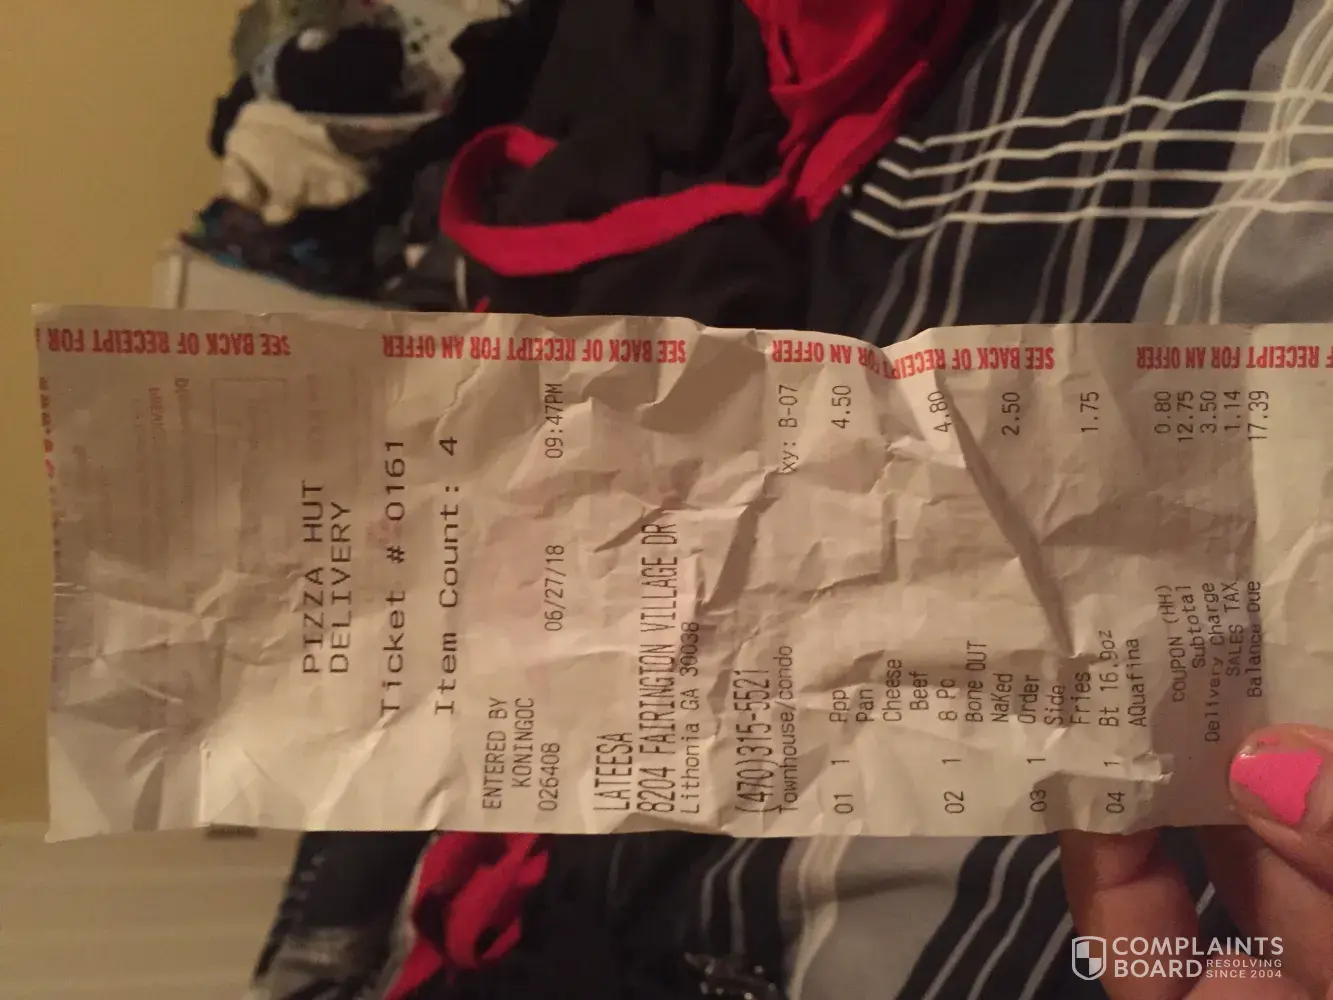 SEE BACK OF RECEIPT FOR AN OFFER
PIZZA HUT
DELIVERY
Ticket # 0161
Item Count: 4
ENTERED BY
KONINGOC
026408 06/27/18 09:47PM
LATEESA
8204 FAIRINGTON VILLAGE DR
Lithonia GA 30038
(470)315-5521
Townhouse/condo xy: B-07
01 1 Ppp 4.50
Pan
Cheese
Beef
02 1 8 Pc 4.80
Bone OUT
Naked
03 1 Order 2.50
Side
Fries
04 1 Bt 16.9oz 1.75
AQuafina
COUPON (HH) 0.80
Subtotal 12.75
Delivery Charge 3.50
SALES TAX 1.14
Balance Due 17.39
COMPLAINTS
BOARD RESOLVING
SINCE 2004